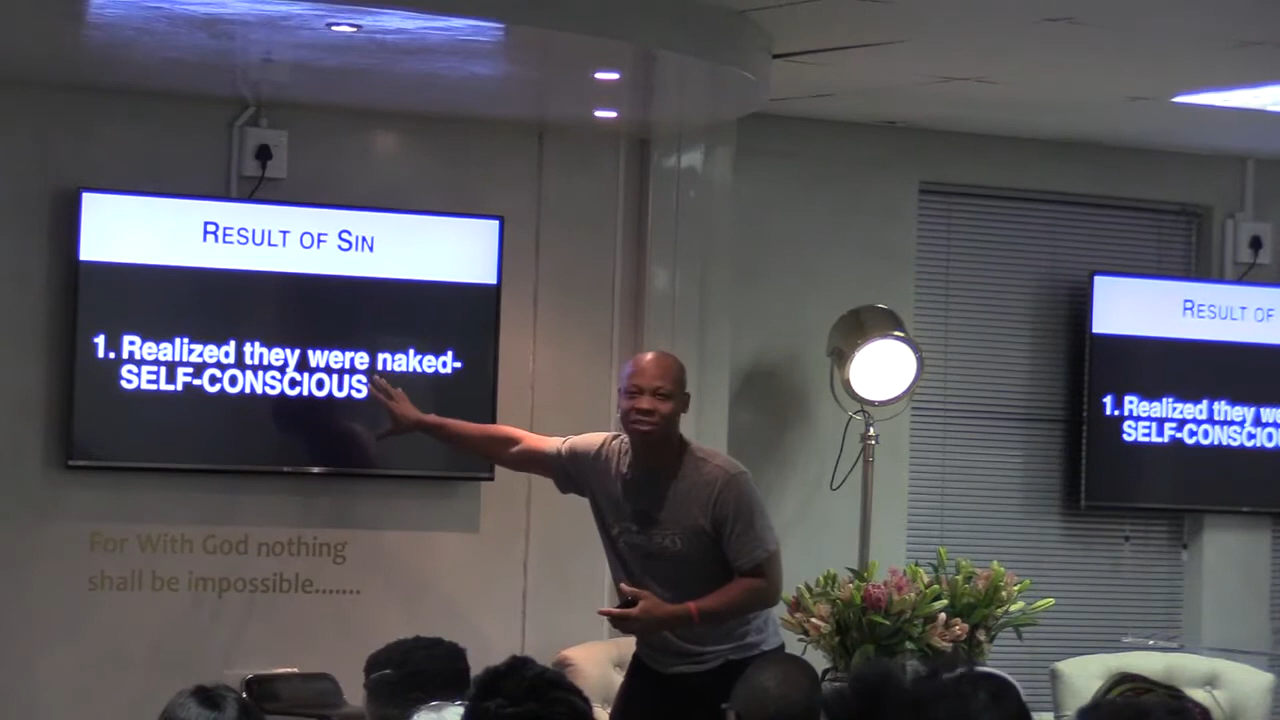 RESULT OF SIN
1. Realized they were naked-
SELF-CONSCIOUS
For With God nothing
shall be impossible.......
RESULT OF
1. Realized they we
SELF-CONSCIO